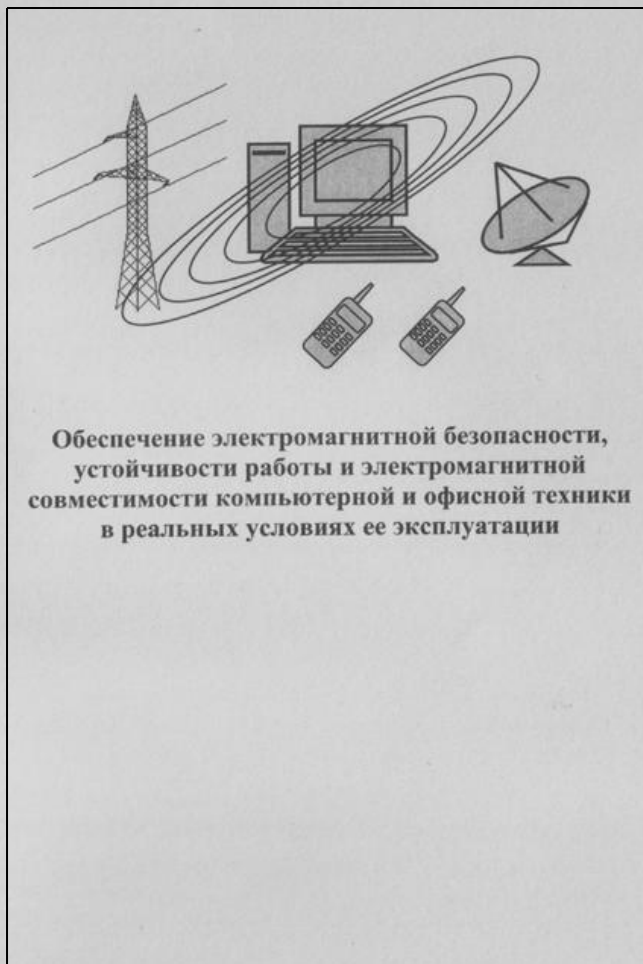 Обеспечение электромагнитной безопасности,
устойчивости работы и электромагнитной
совместимости компьютерной и офисной техники
в реальных условиях ее эксплуатации